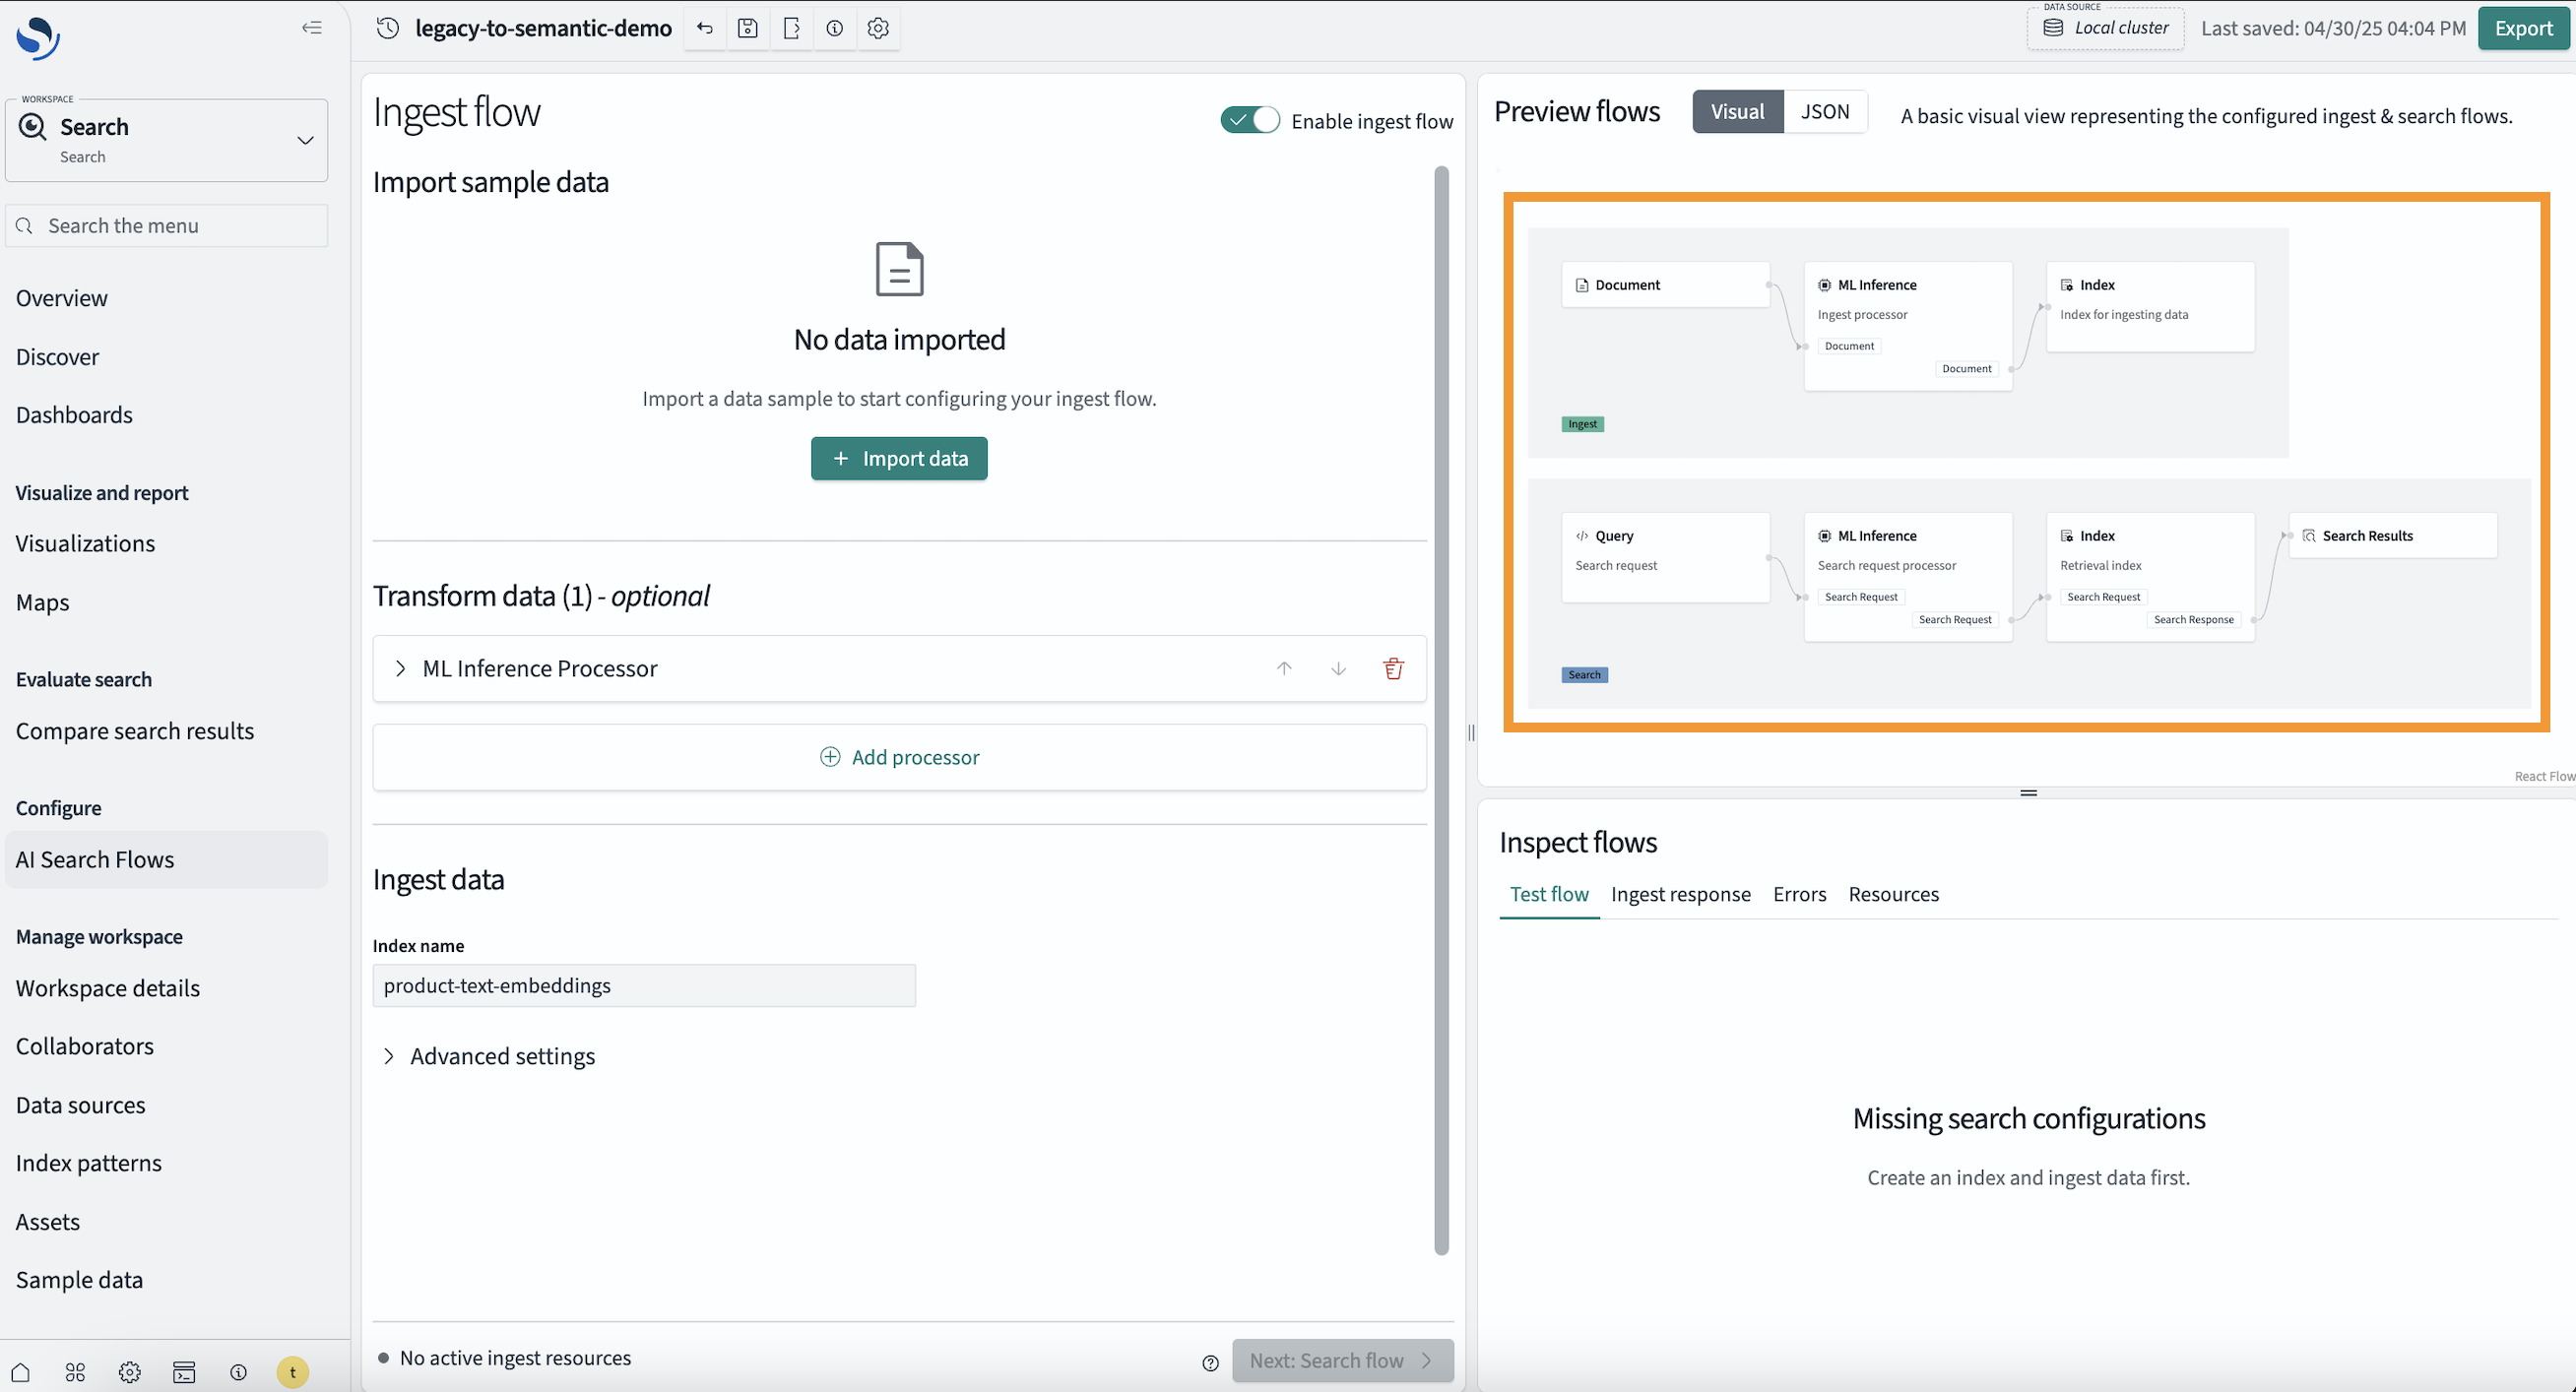 WORKSPACE
Search
Search
Search the menu
Overview
Discover
Dashboards
Visualize and report
Visualizations
Maps
Evaluate search
Compare search results
Configure
AI Search Flows
Manage workspace
Workspace details
Collaborators
Data sources
Index patterns
Assets
Sample data
t
legacy-to-semantic-demo
DATA SOURCE
Local cluster
Last saved: 04/30/25 04:04 PM
Export
Ingest flow
Enable ingest flow
Import sample data
No data imported
Import a data sample to start configuring your ingest flow.
+ Import data
Transform data (1) - optional
ML Inference Processor
Add processor
Ingest data
Index name
product-text-embeddings
Advanced settings
No active ingest resources
Next: Search flow
Preview flows
Visual
JSON
A basic visual view representing the configured ingest & search flows.
Document
ML Inference
Ingest processor
Document
Document
Index
Index for ingesting data
Ingest
Query
Search request
ML Inference
Search request processor
Search Request
Search Request
Index
Retrieval index
Search Request
Search Response
Search Results
Search
React Flow
Inspect flows
Test flow
Ingest response
Errors
Resources
Missing search configurations
Create an index and ingest data first.